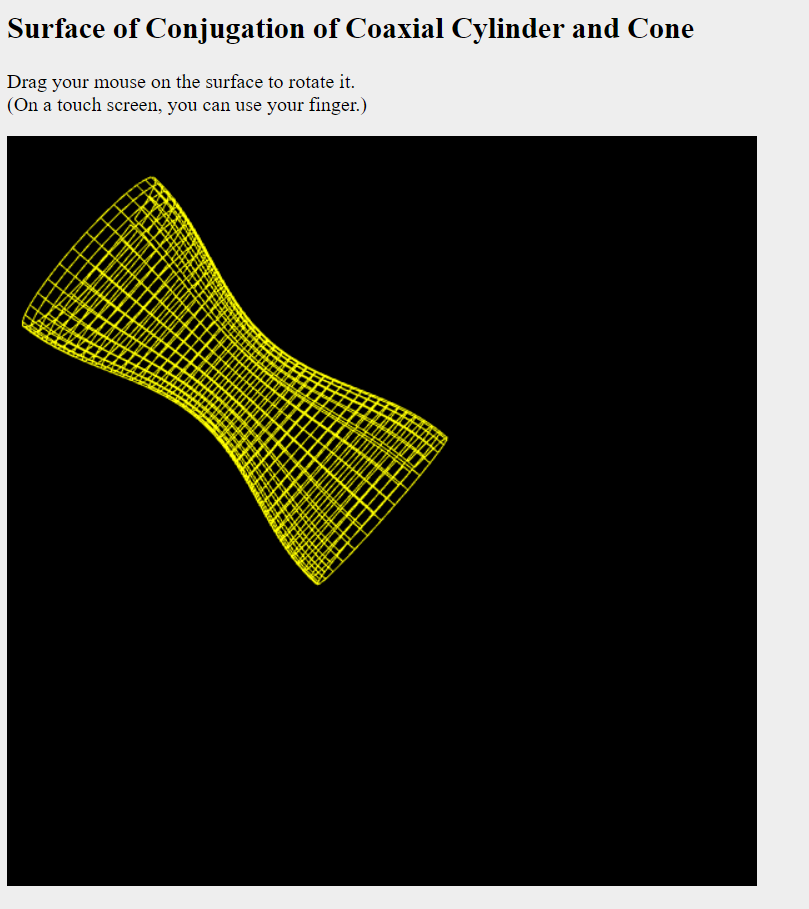 Surface of Conjugation of Coaxial Cylinder and Cone
Drag your mouse on the surface to rotate it.
(On a touch screen, you can use your finger.)